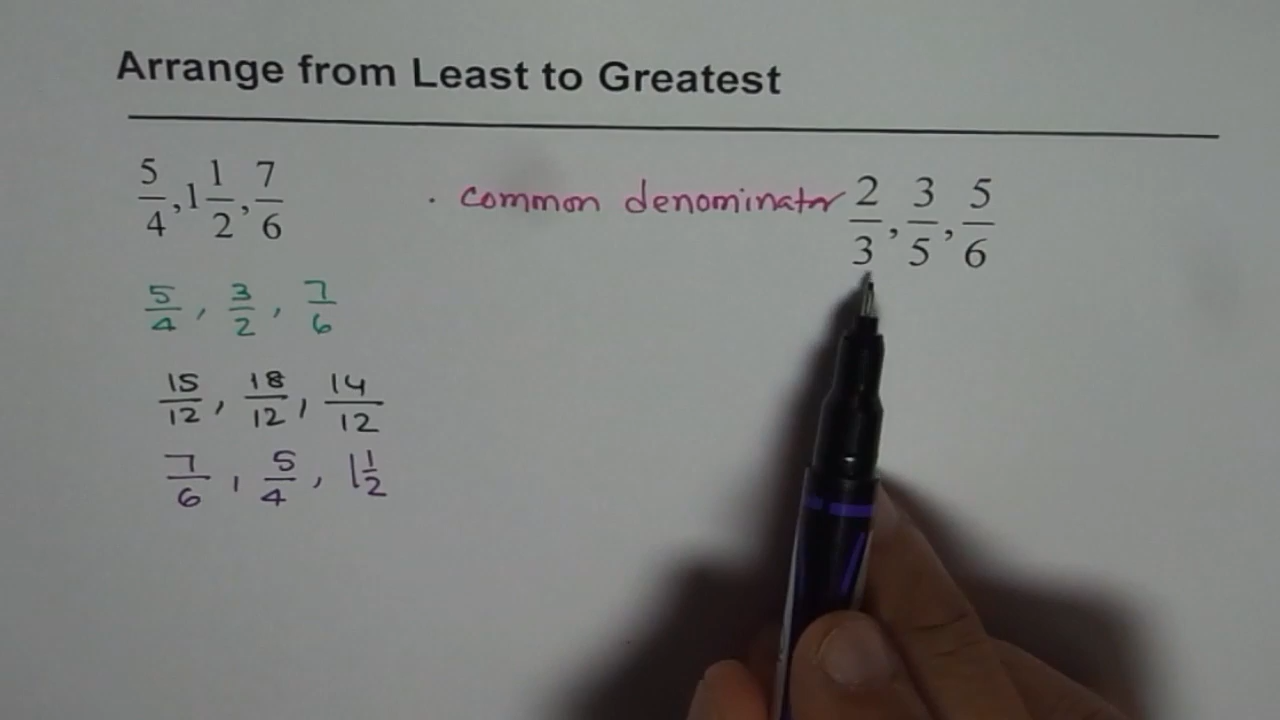 Arrange from Least to Greatest
5/4, 1 1/2, 7/6
· common denominator 2/3, 3/5, 5/6
5/4, 3/2, 7/6
15/12, 18/12, 14/12
7/6, 5/4, 1 1/2